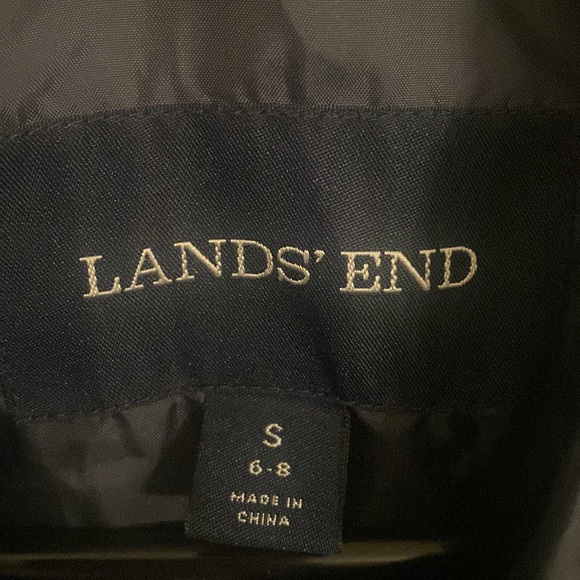 LANDS' END
S
6-8
MADE IN
CHINA